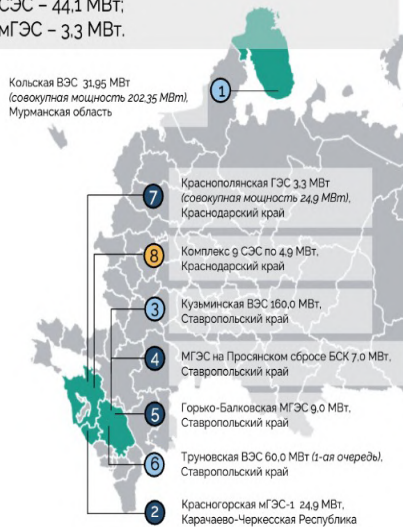 СЭС – 44,1 МВт;
мГЭС – 3,3 МВт.
Кольская ВЭС 31,95 МВт
(совокупная мощность 202,35 МВт),
Мурманская область
1
7
Краснополянская ГЭС 3,3 МВт
(совокупная мощность 24,9 МВт),
Краснодарский край
8
Комплекс 9 СЭС по 4,9 МВт,
Краснодарский край
3
Кузьминская ВЭС 160,0 МВт,
Ставропольский край
4
МГЭС на Просянском сбросе БСК 7,0 МВт,
Ставропольский край
5
Горько-Балковская МГЭС 9,0 МВт,
Ставропольский край
6
Труновская ВЭС 60,0 МВт (1-ая очередь),
Ставропольский край
2
Красногорская мГЭС-1 24,9 МВт,
Карачаево-Черкесская Республика